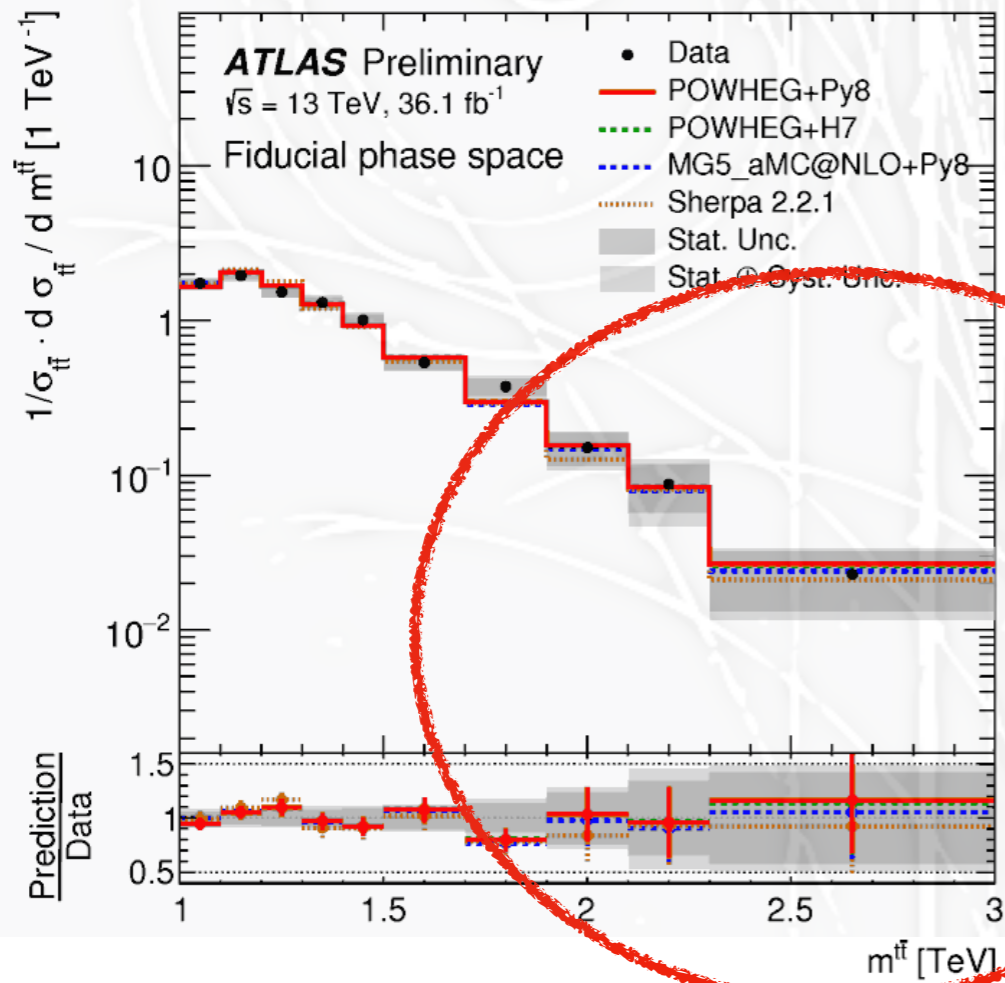 ATLAS Preliminary
√s = 13 TeV, 36.1 fb⁻¹
Fiducial phase space
Data
POWHEG+Py8
POWHEG+H7
MG5_aMC@NLO+Py8
Sherpa 2.2.1
Stat. Unc.
Stat. ⊕ Syst. Unc.
1/σ_tt̄ · d σ_tt̄ / d m^tt̄ [1 TeV⁻¹]
10
1
10⁻¹
10⁻²
Prediction
Data
1.5
1
0.5
1 1.5 2 2.5 3
m^tt̄ [TeV]